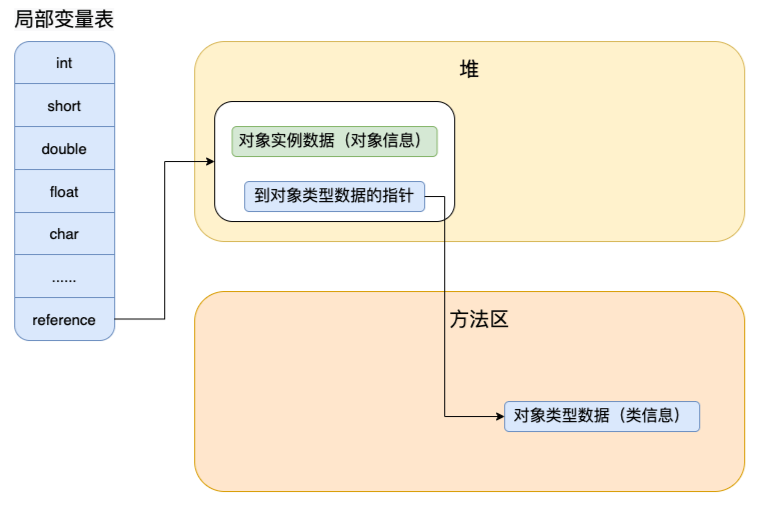 局部变量表
int
short
double
float
char
......
reference
堆
对象实例数据（对象信息）
到对象类型数据的指针
方法区
对象类型数据（类信息）